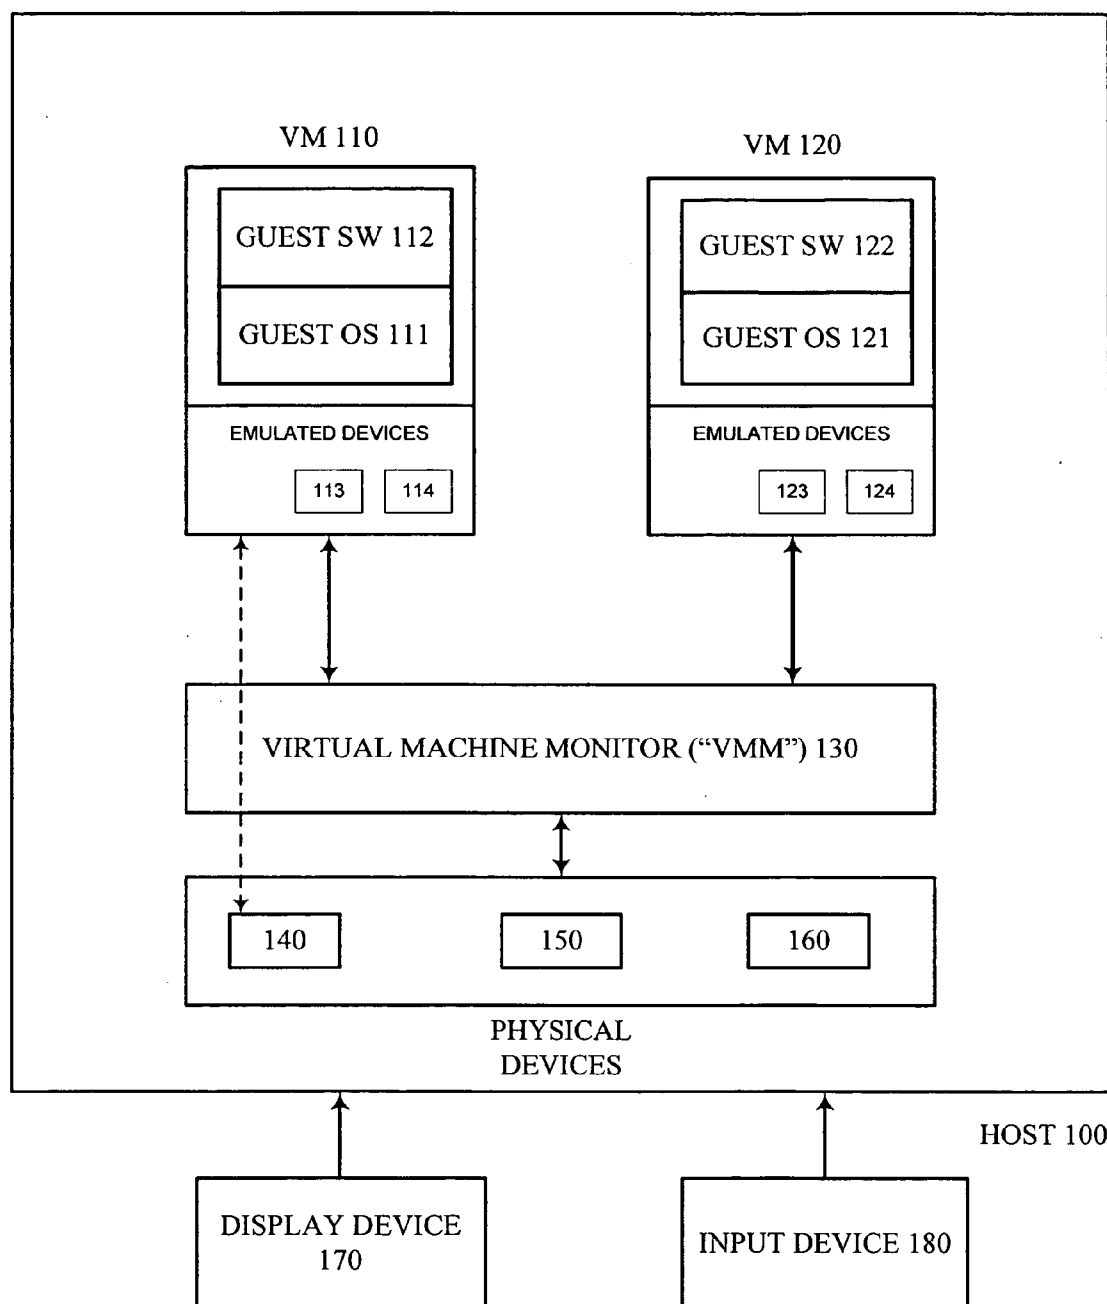 VM 110
VM 120
GUEST SW 112
GUEST OS 111
EMULATED DEVICES
113
114
GUEST SW 122
GUEST OS 121
EMULATED DEVICES
123
124
VIRTUAL MACHINE MONITOR (“VMM”) 130
140
150
160
PHYSICAL
DEVICES
HOST 100
DISPLAY DEVICE
170
INPUT DEVICE 180